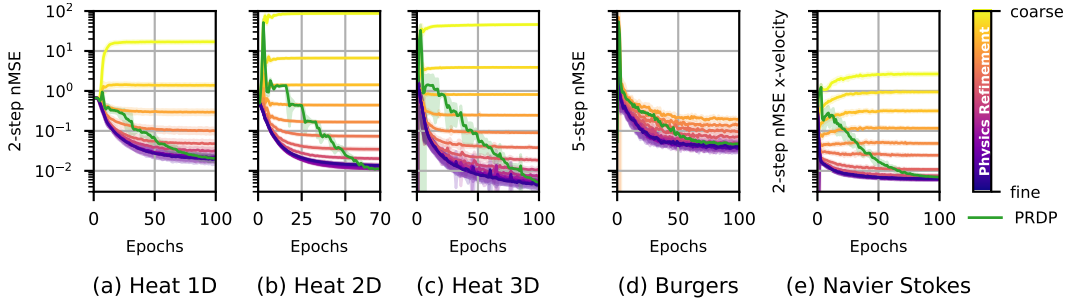 10²
10¹
10⁰
10⁻¹
10⁻²
2-step nMSE
0 50 100
Epochs
(a) Heat 1D
0 25 50 70
Epochs
(b) Heat 2D
0 50 100
Epochs
(c) Heat 3D
5-step nMSE
0 50 100
Epochs
(d) Burgers
2-step nMSE x-velocity
0 50 100
Epochs
(e) Navier Stokes
coarse
Physics Refinement
fine
PRDP